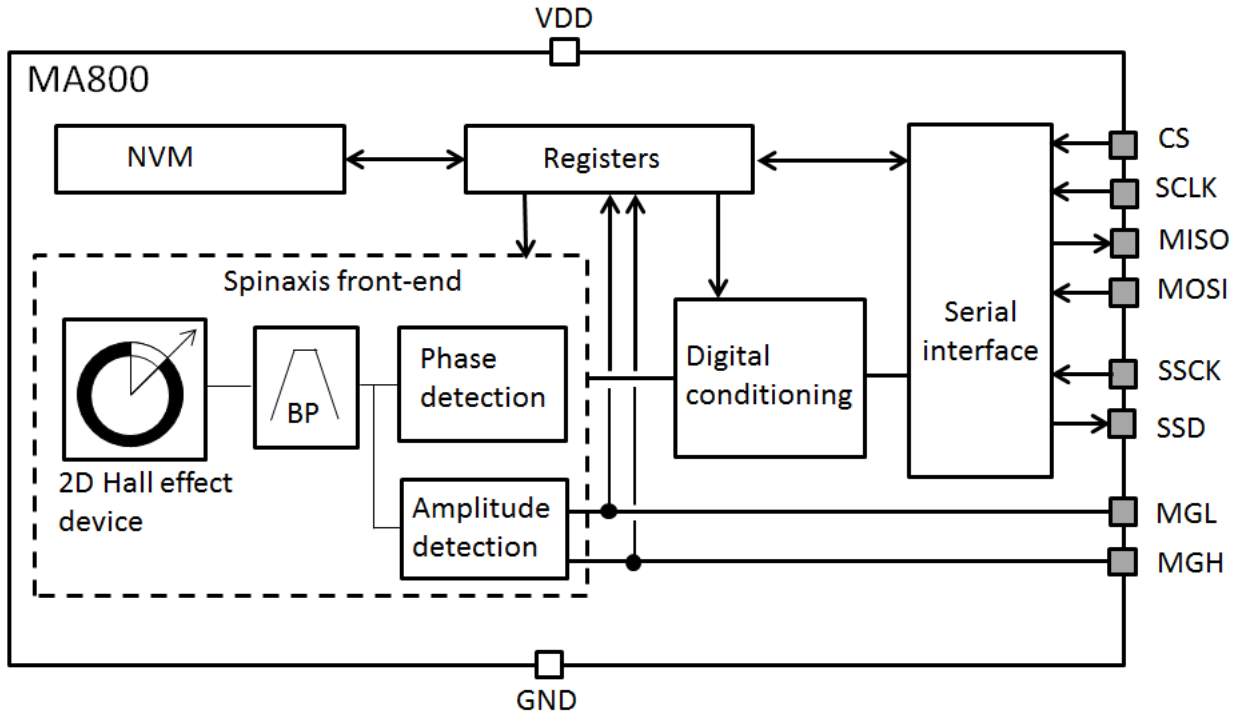 VDD
MA800
NVM
Registers
CS
SCLK
MISO
MOSI
SSCK
SSD
MGL
MGH
Serial
interface
Spinaxis front-end
Phase
detection
Digital
conditioning
BP
2D Hall effect
device
Amplitude
detection
GND